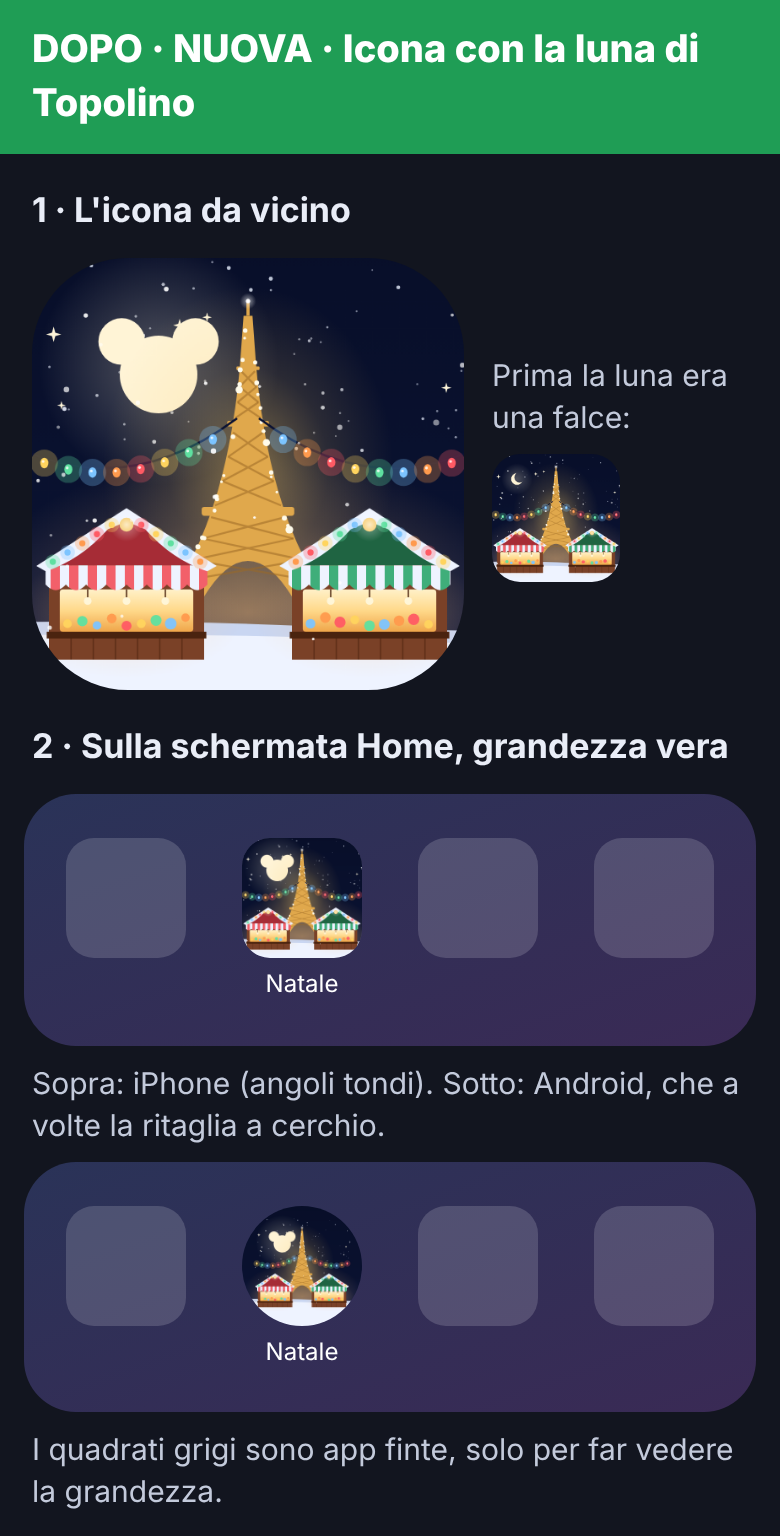 DOPO · NUOVA · Icona con la luna di
Topolino
1 · L'icona da vicino
Prima la luna era
una falce:
2 · Sulla schermata Home, grandezza vera
Natale
Sopra: iPhone (angoli tondi). Sotto: Android, che a
volte la ritaglia a cerchio.
Natale
I quadrati grigi sono app finte, solo per far vedere
la grandezza.